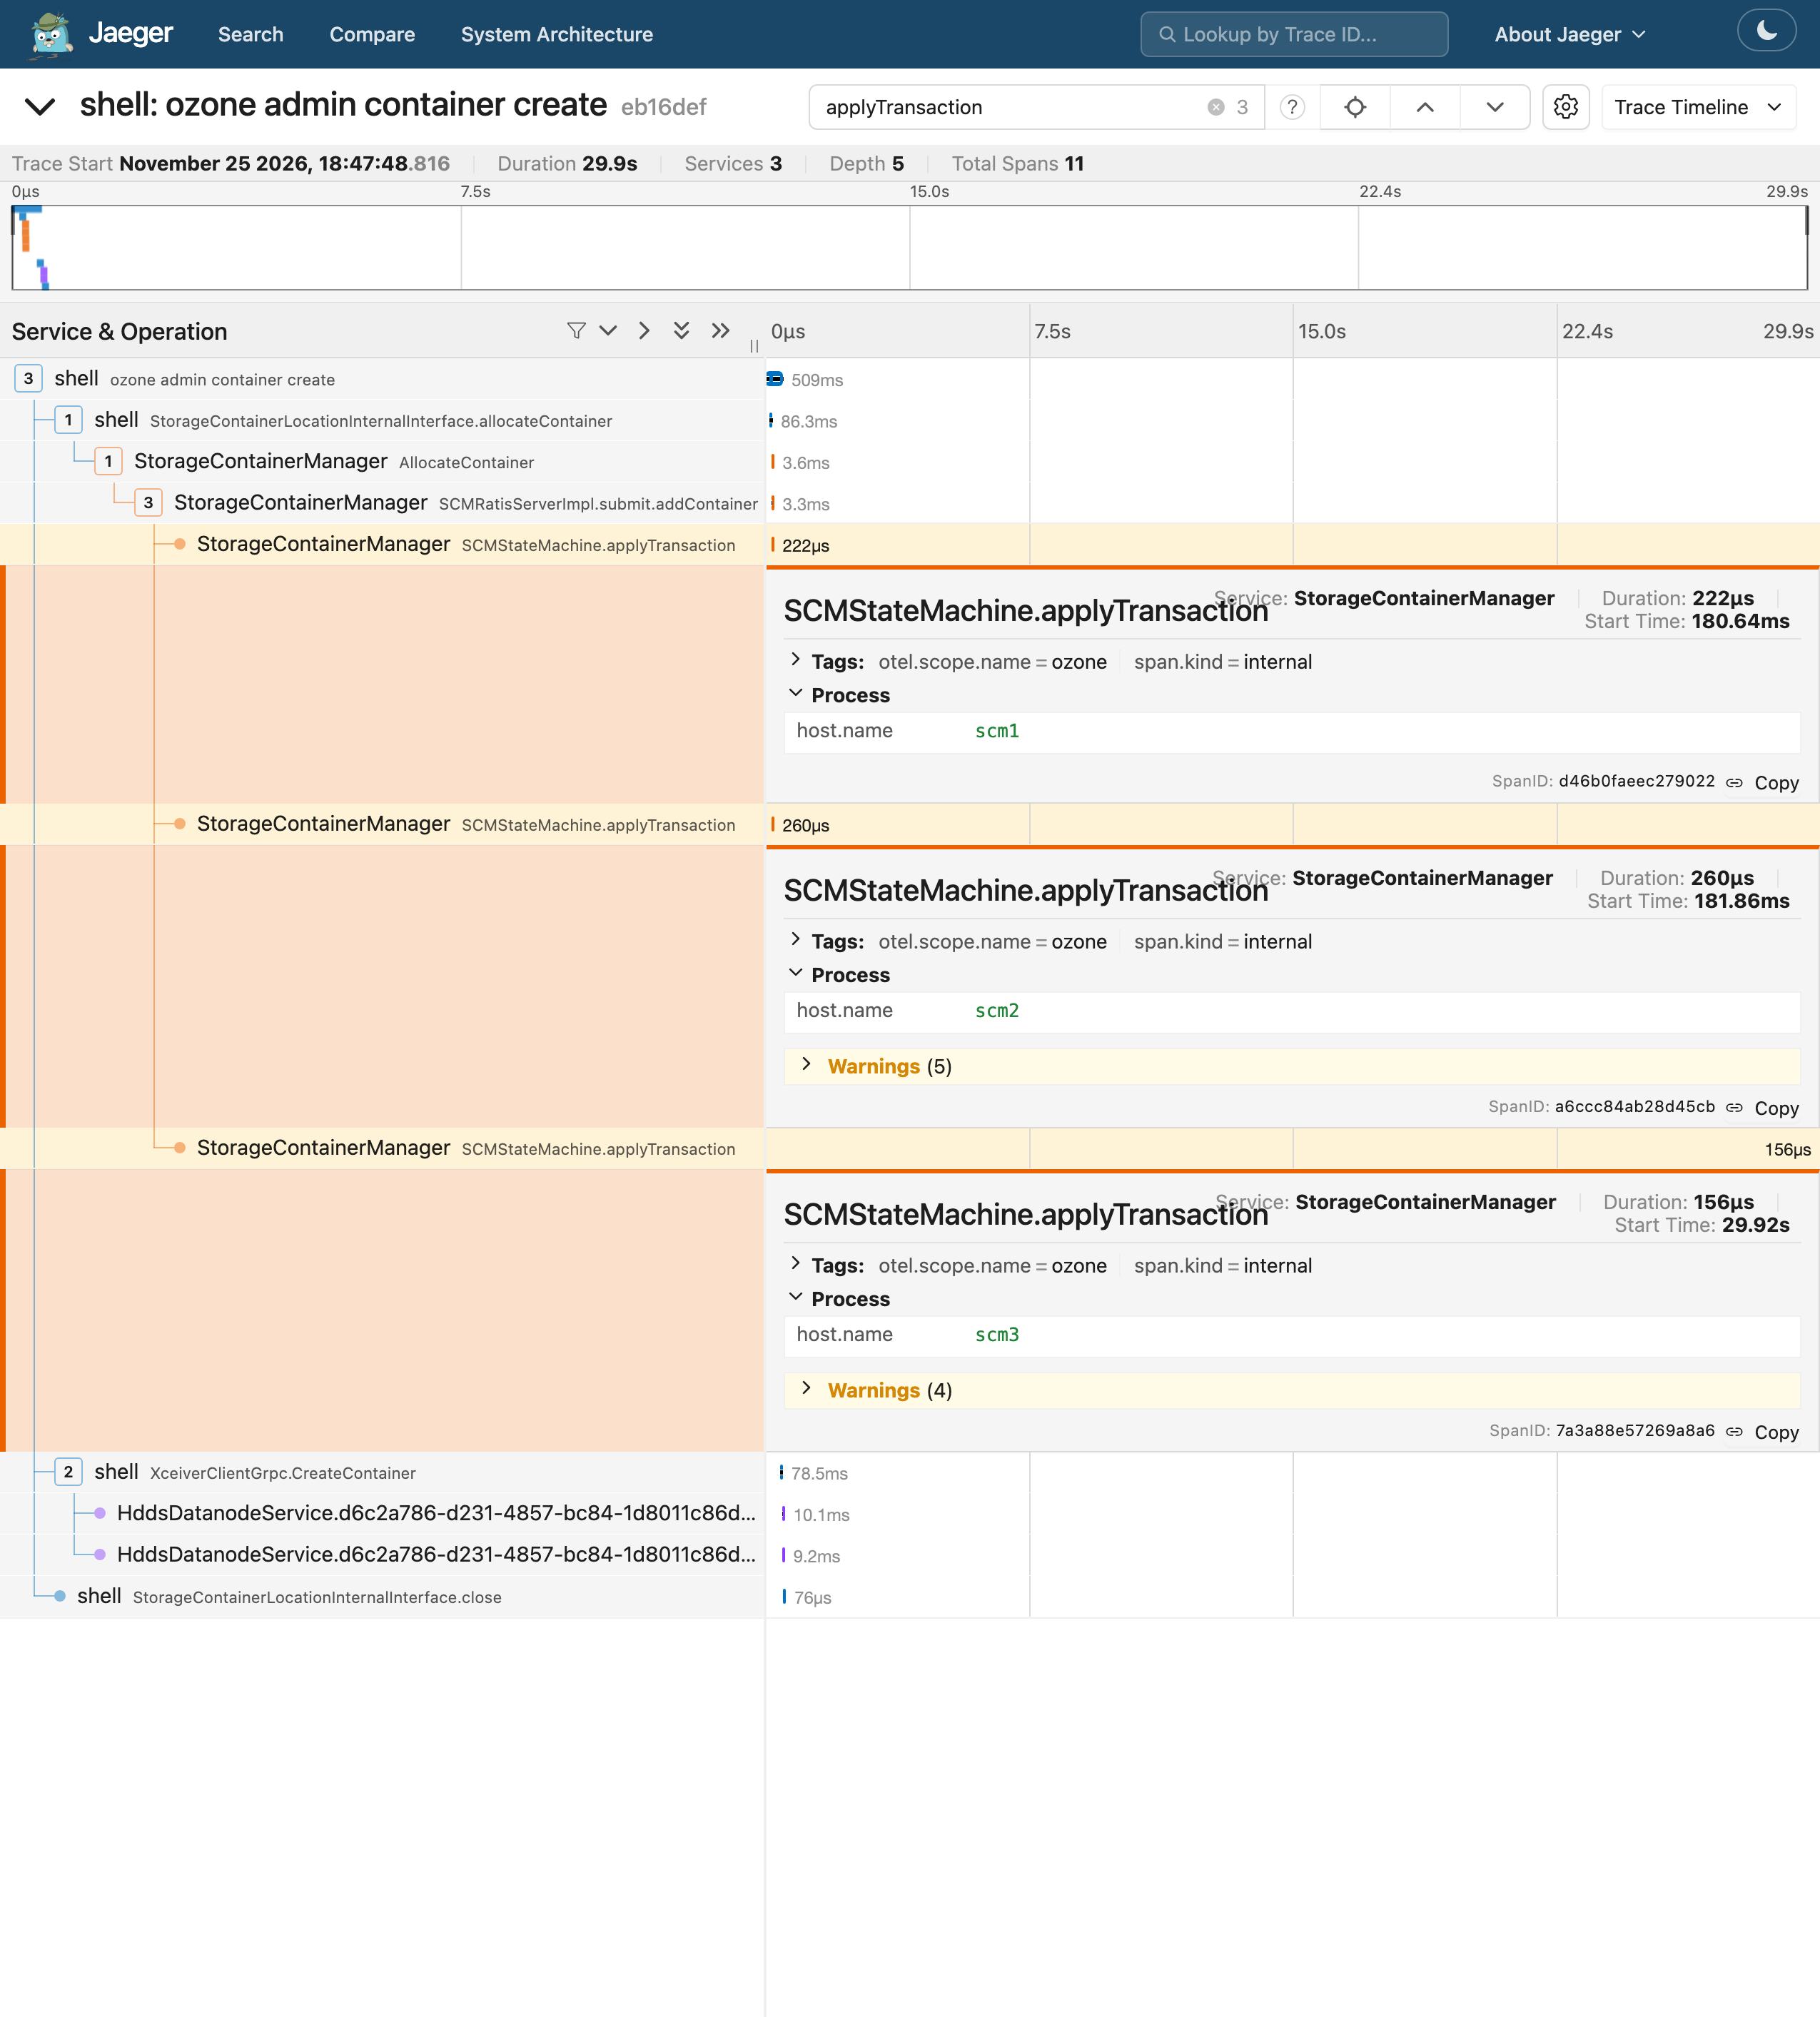 Jaeger Search Compare System Architecture Lookup by Trace ID... About Jaeger
shell: ozone admin container create eb16def applyTransaction 3 ? Trace Timeline
Trace Start November 25 2026, 18:47:48.816 Duration 29.9s Services 3 Depth 5 Total Spans 11
0μs 7.5s 15.0s 22.4s 29.9s
Service & Operation 0μs 7.5s 15.0s 22.4s 29.9s
3 shell ozone admin container create 509ms
1 shell StorageContainerLocationInternalInterface.allocateContainer 86.3ms
1 StorageContainerManager AllocateContainer 3.6ms
3 StorageContainerManager SCMRatisServerImpl.submit.addContainer 3.3ms
StorageContainerManager SCMStateMachine.applyTransaction 222μs
SCMStateMachine.applyTransaction Service: StorageContainerManager Duration: 222μs
Start Time: 180.64ms
Tags: otel.scope.name = ozone span.kind = internal
Process
host.name scm1
SpanID: d46b0faeec279022 Copy
StorageContainerManager SCMStateMachine.applyTransaction 260μs
SCMStateMachine.applyTransaction Service: StorageContainerManager Duration: 260μs
Start Time: 181.86ms
Tags: otel.scope.name = ozone span.kind = internal
Process
host.name scm2
Warnings (5)
SpanID: a6ccc84ab28d45cb Copy
StorageContainerManager SCMStateMachine.applyTransaction 156μs
SCMStateMachine.applyTransaction Service: StorageContainerManager Duration: 156μs
Start Time: 29.92s
Tags: otel.scope.name = ozone span.kind = internal
Process
host.name scm3
Warnings (4)
SpanID: 7a3a88e57269a8a6 Copy
2 shell XceiverClientGrpc.CreateContainer 78.5ms
HddsDatanodeService.d6c2a786-d231-4857-bc84-1d8011c86d... 10.1ms
HddsDatanodeService.d6c2a786-d231-4857-bc84-1d8011c86d... 9.2ms
shell StorageContainerLocationInternalInterface.close 76μs